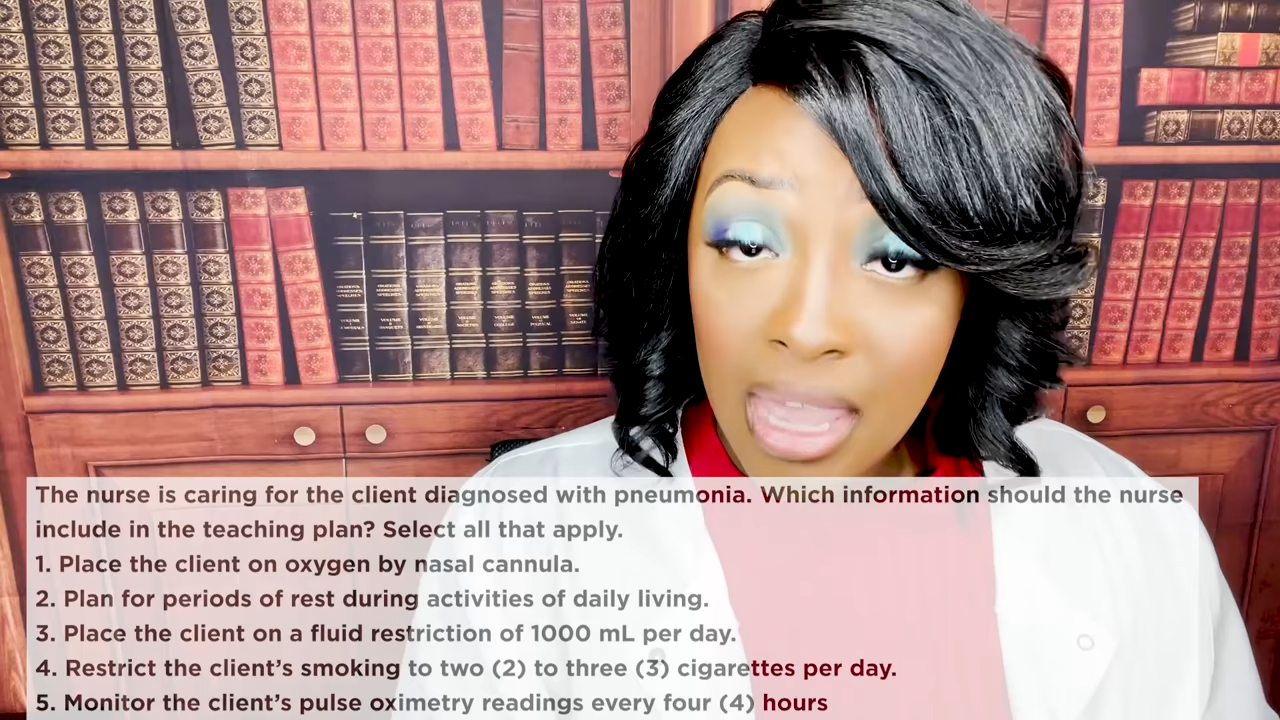 The nurse is caring for the client diagnosed with pneumonia. Which information should the nurse
include in the teaching plan? Select all that apply.
1. Place the client on oxygen by nasal cannula.
2. Plan for periods of rest during activities of daily living.
3. Place the client on a fluid restriction of 1000 mL per day.
4. Restrict the client’s smoking to two (2) to three (3) cigarettes per day.
5. Monitor the client’s pulse oximetry readings every four (4) hours